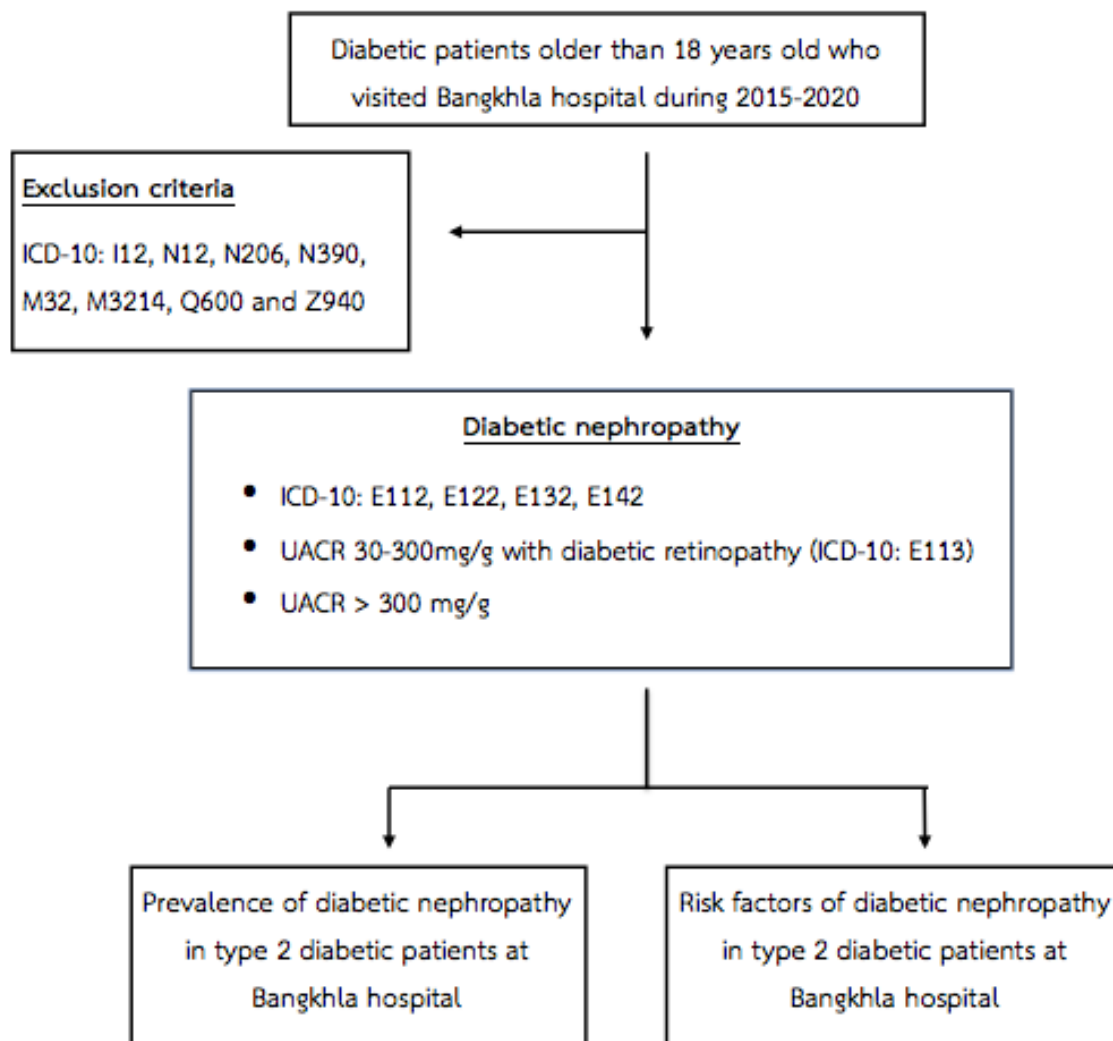 Diabetic patients older than 18 years old who
visited Bangkhla hospital during 2015-2020
Exclusion criteria
ICD-10: I12, N12, N206, N390,
M32, M3214, Q600 and Z940
Diabetic nephropathy
• ICD-10: E112, E122, E132, E142
• UACR 30-300mg/g with diabetic retinopathy (ICD-10: E113)
• UACR > 300 mg/g
Prevalence of diabetic nephropathy
in type 2 diabetic patients at
Bangkhla hospital
Risk factors of diabetic nephropathy
in type 2 diabetic patients at
Bangkhla hospital